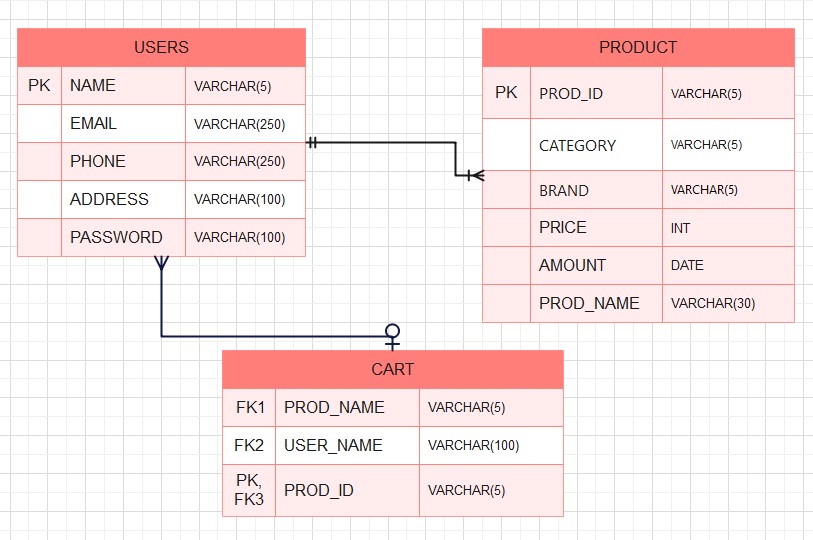 USERS
PK NAME VARCHAR(5)
EMAIL VARCHAR(250)
PHONE VARCHAR(250)
ADDRESS VARCHAR(100)
PASSWORD VARCHAR(100)
PRODUCT
PK PROD_ID VARCHAR(5)
CATEGORY VARCHAR(5)
BRAND VARCHAR(5)
PRICE INT
AMOUNT DATE
PROD_NAME VARCHAR(30)
CART
FK1 PROD_NAME VARCHAR(5)
FK2 USER_NAME VARCHAR(100)
PK,
FK3 PROD_ID VARCHAR(5)